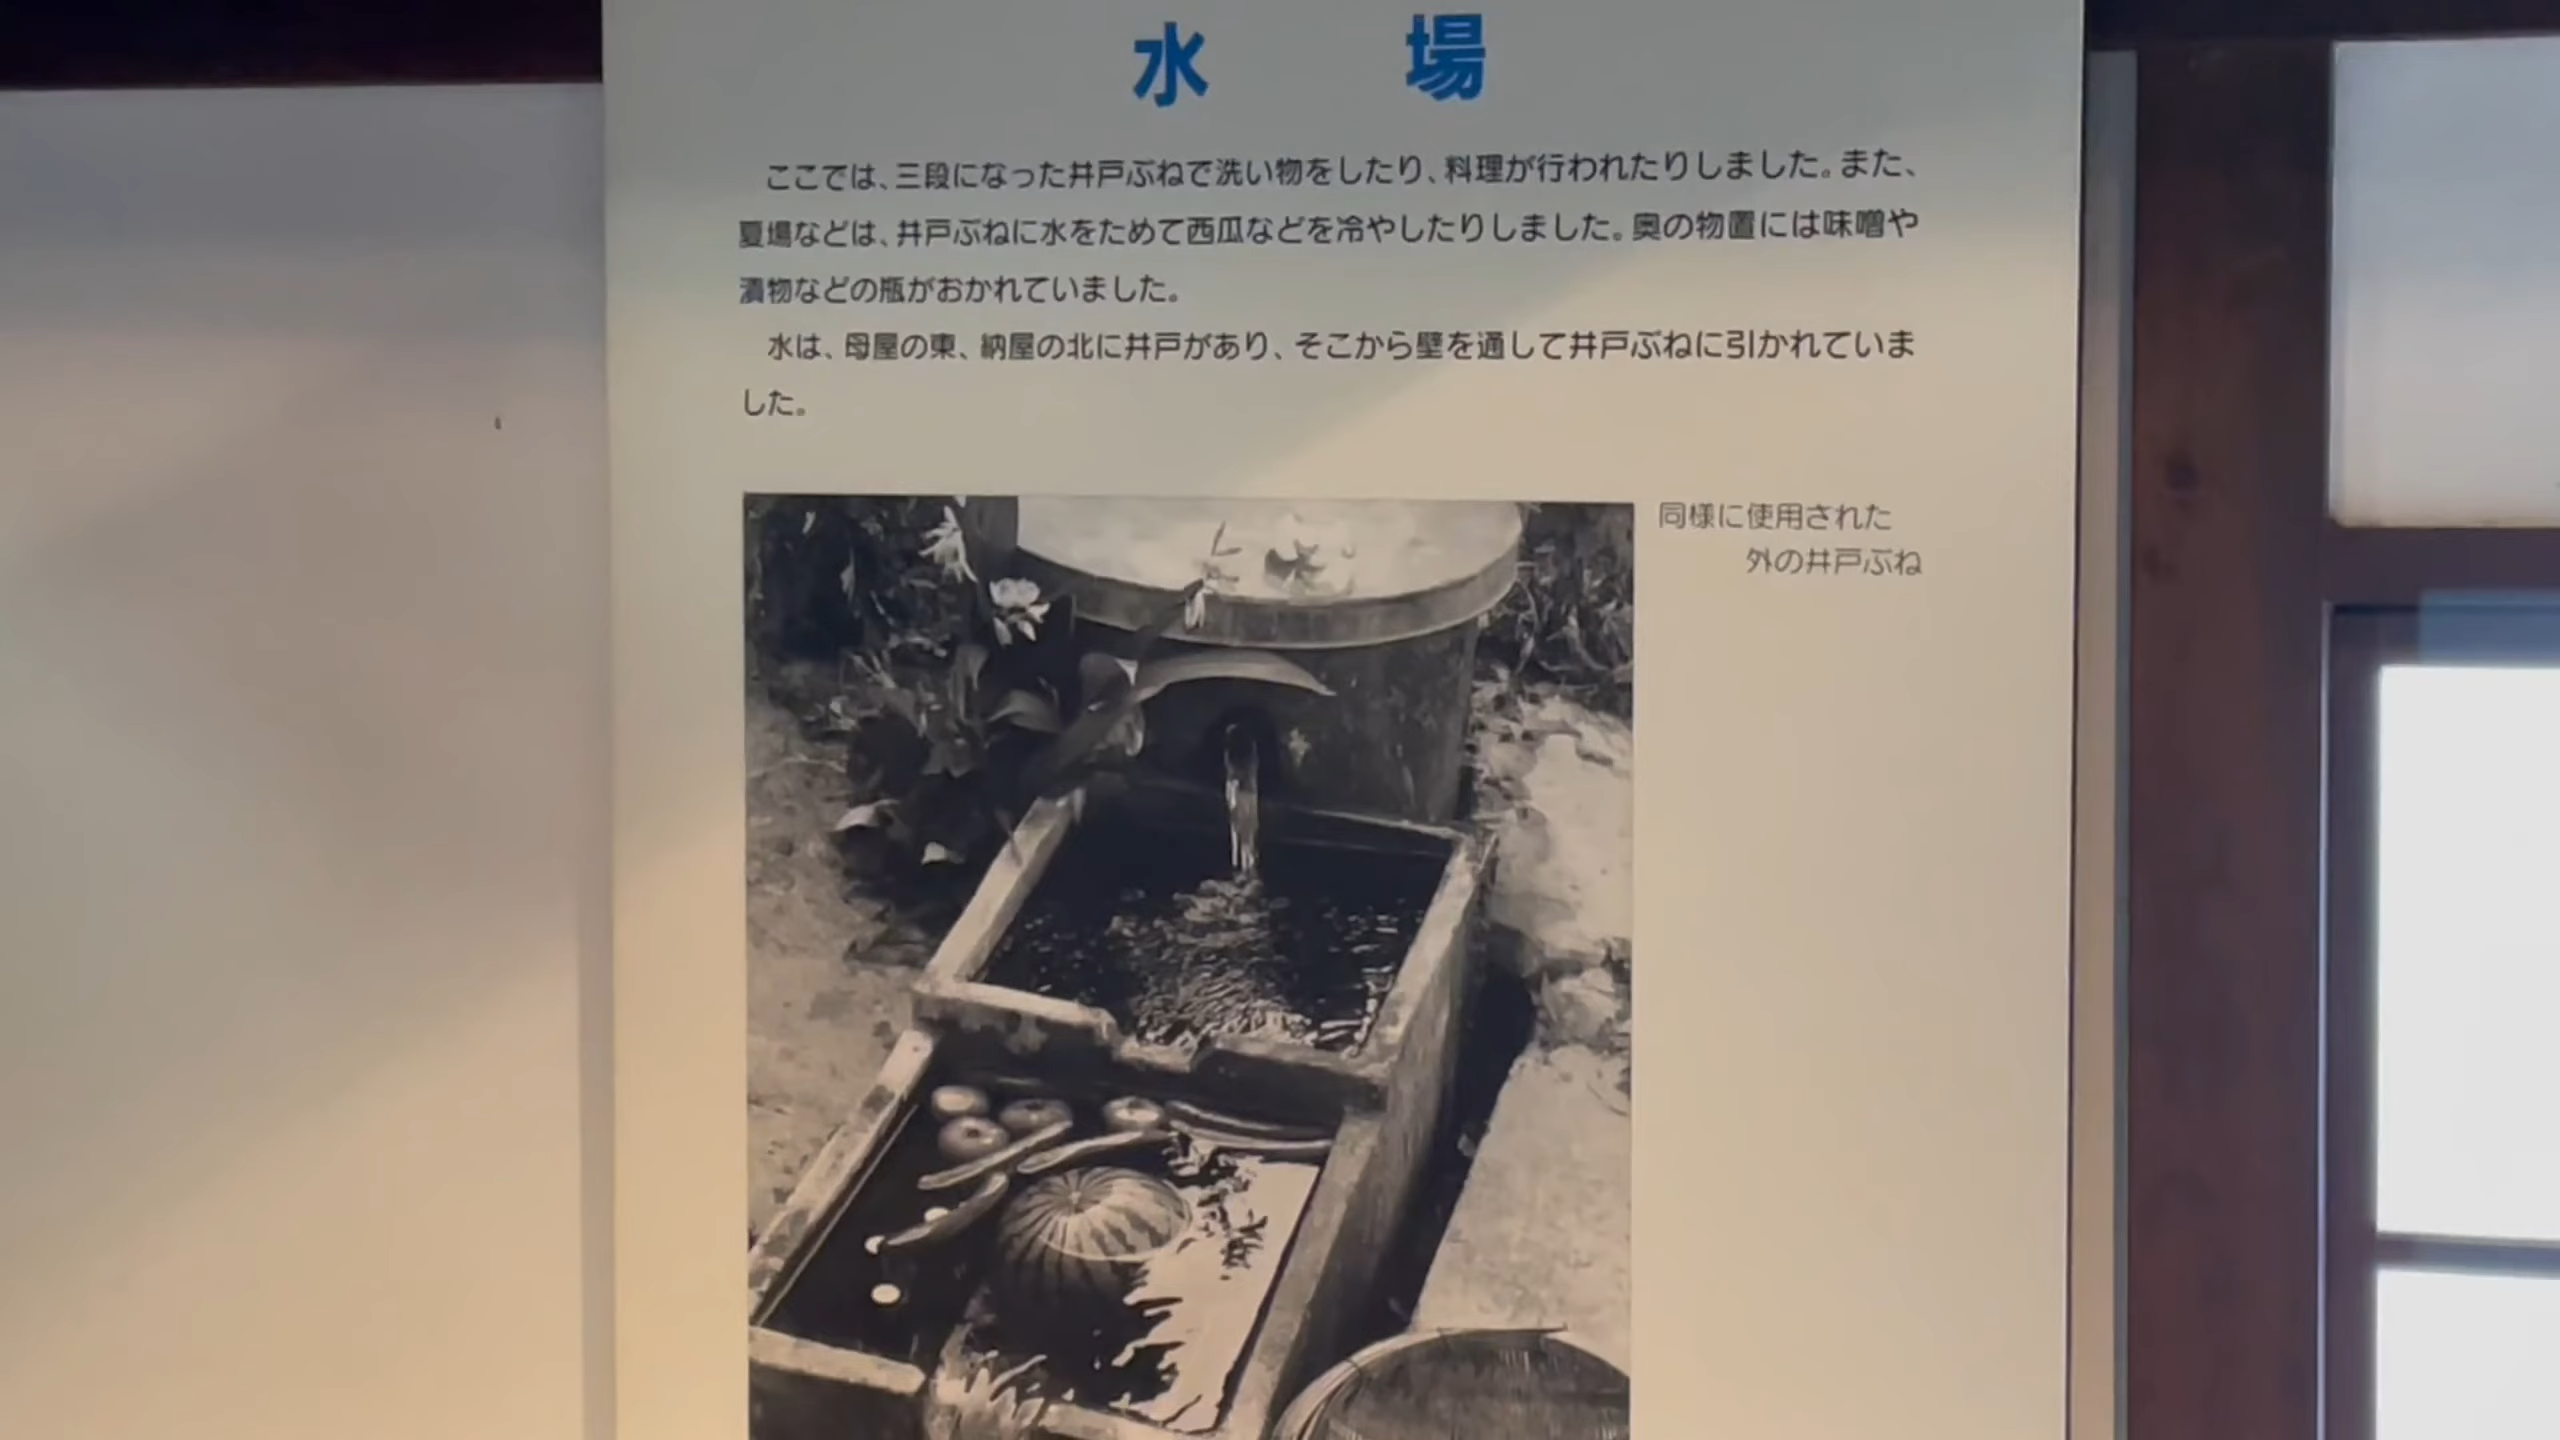 水 場
ここでは、三段になった井戸ぶねで洗い物をしたり、料理が行われたりしました。また、
夏場などは、井戸ぶねに水をためて西瓜などを冷やしたりしました。奥の物置には味噌や
漬物などの瓶がおかれていました。
水は、母屋の東、納屋の北に井戸があり、そこから壁を通して井戸ぶねに引かれていま
した。
同様に使用された
外の井戸ぶね